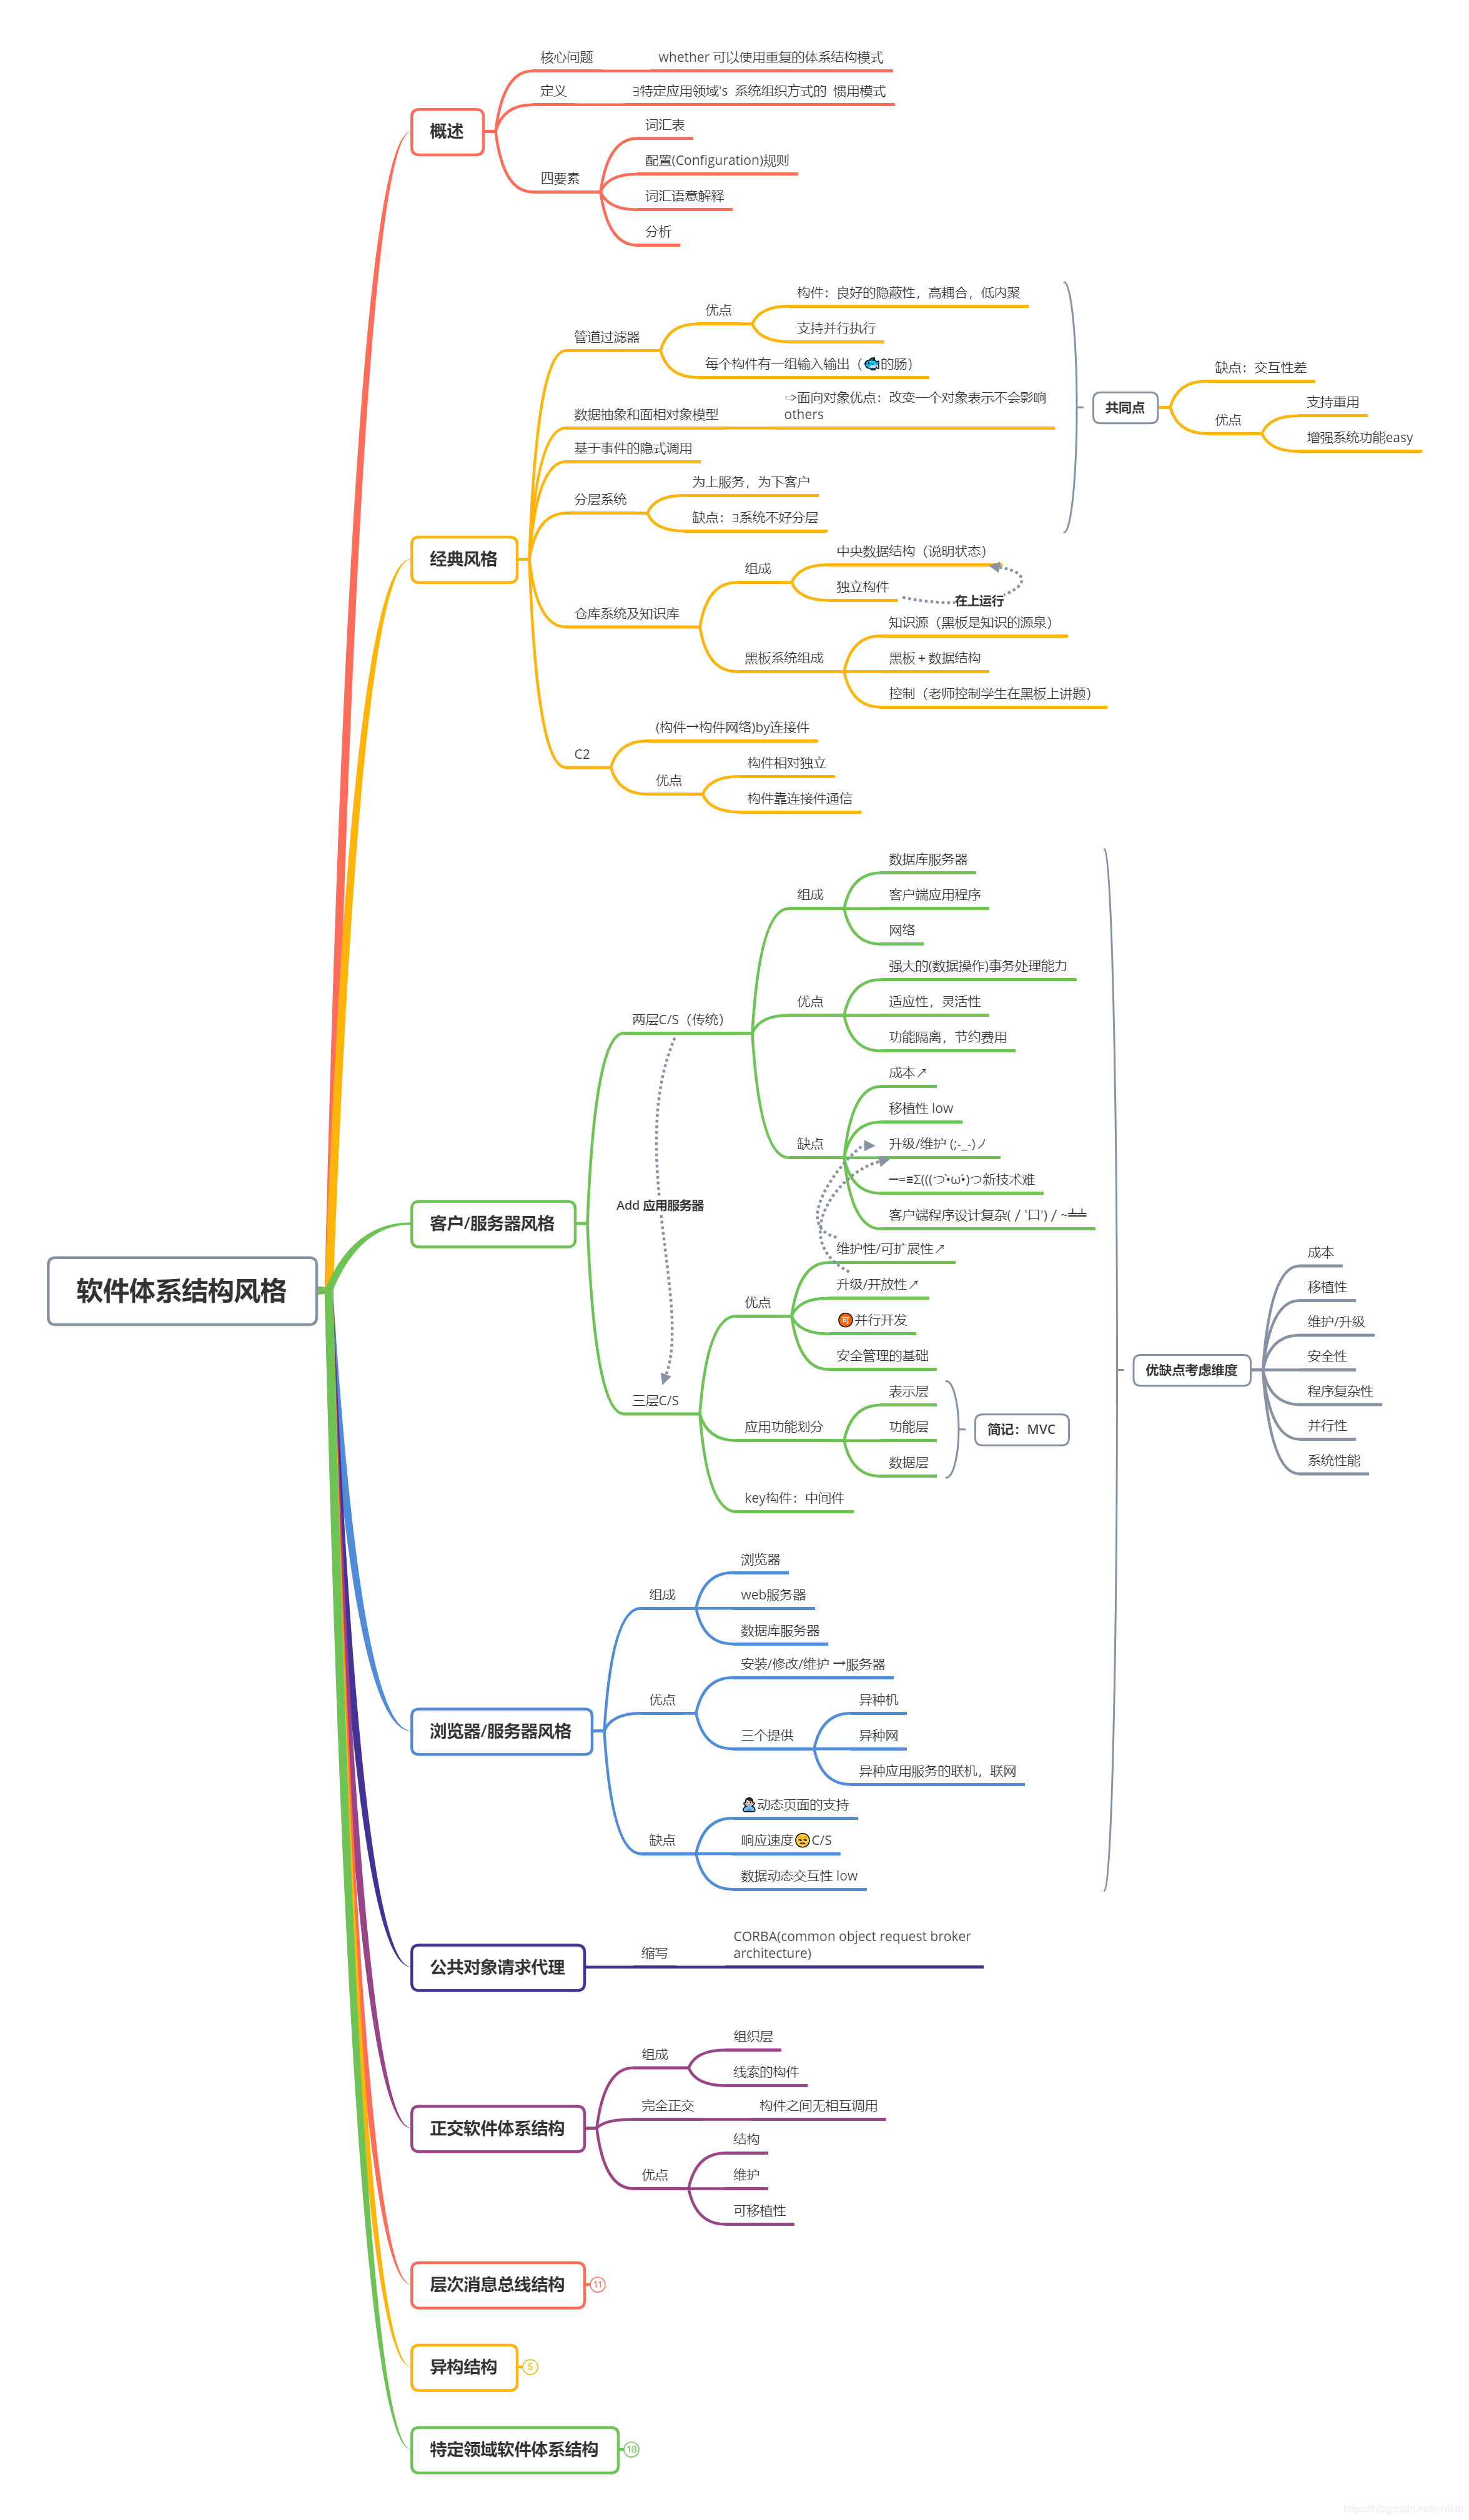 软件体系结构风格
概述
核心问题
whether 可以使用重复的体系结构模式
定义
∃特定应用领域's 系统组织方式的 惯用模式
四要素
词汇表
配置(Configuration)规则
词汇语意解释
分析
经典风格
管道过滤器
优点
构件：良好的隐蔽性，高耦合，低内聚
支持并行执行
每个构件有一组输入输出（🐟的肠）
数据抽象和面相对象模型
➩面向对象优点：改变一个对象表示不会影响
others
基于事件的隐式调用
分层系统
为上服务，为下客户
缺点：∃系统不好分层
共同点
缺点：交互性差
优点
支持重用
增强系统功能easy
仓库系统及知识库
组成
中央数据结构（说明状态）
独立构件
在上运行
黑板系统组成
知识源（黑板是知识的源泉）
黑板 + 数据结构
控制（老师控制学生在黑板上讲题）
C2
(构件→构件网络)by连接件
优点
构件相对独立
构件靠连接件通信
客户/服务器风格
两层C/S（传统）
组成
数据库服务器
客户端应用程序
网络
优点
强大的(数据操作)事务处理能力
适应性，灵活性
功能隔离，节约费用
缺点
成本↗
移植性 low
升级/维护 (;-_-)ノ
─=≡Σ(((つ•̀ω•́)つ新技术难
客户端程序设计复杂( / '口') / ~╧╧
Add 应用服务器
三层C/S
优点
维护性/可扩展性↗
升级/开放性↗
🉑并行开发
安全管理的基础
应用功能划分
表示层
功能层
数据层
简记：MVC
key构件：中间件
浏览器/服务器风格
组成
浏览器
web服务器
数据库服务器
优点
安装/修改/维护 →服务器
三个提供
异种机
异种网
异种应用服务的联机，联网
缺点
🙅动态页面的支持
响应速度😒C/S
数据动态交互性 low
优缺点考虑维度
成本
移植性
维护/升级
安全性
程序复杂性
并行性
系统性能
公共对象请求代理
缩写
CORBA(common object request broker
architecture)
正交软件体系结构
组成
组织层
线索的构件
完全正交
构件之间无相互调用
优点
结构
维护
可移植性
层次消息总线结构
11
异构结构
5
特定领域软件体系结构
18